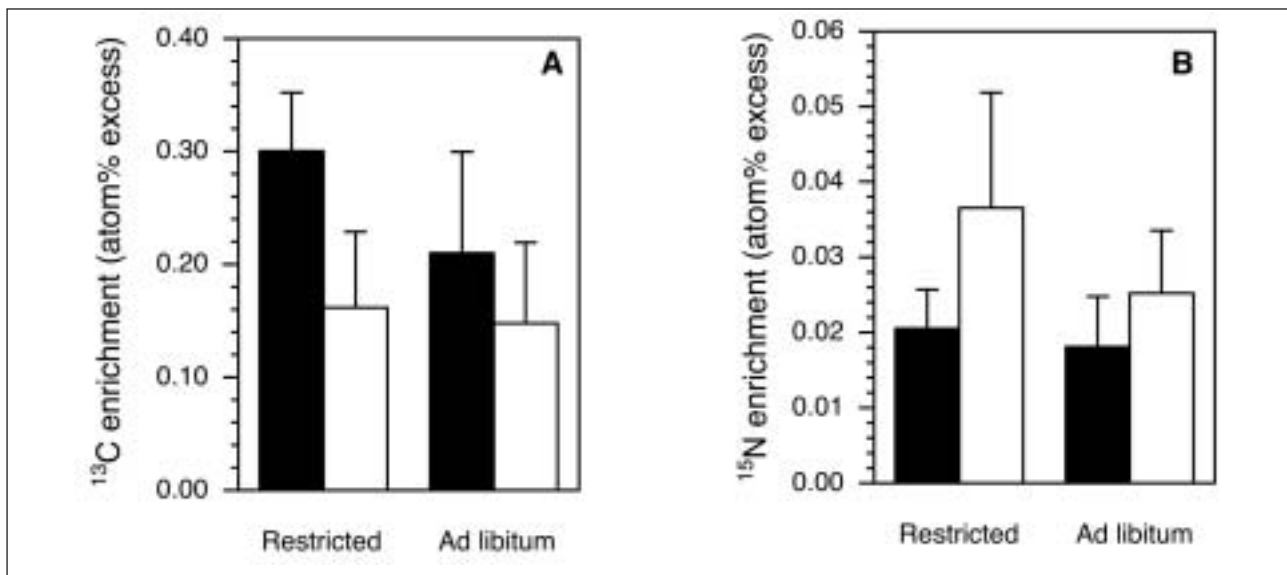 A
¹³C enrichment (atom% excess)
0.40
0.30
0.20
0.10
0.00
Restricted Ad libitum
B
¹⁵N enrichment (atom% excess)
0.06
0.05
0.04
0.03
0.02
0.01
0.00
Restricted Ad libitum